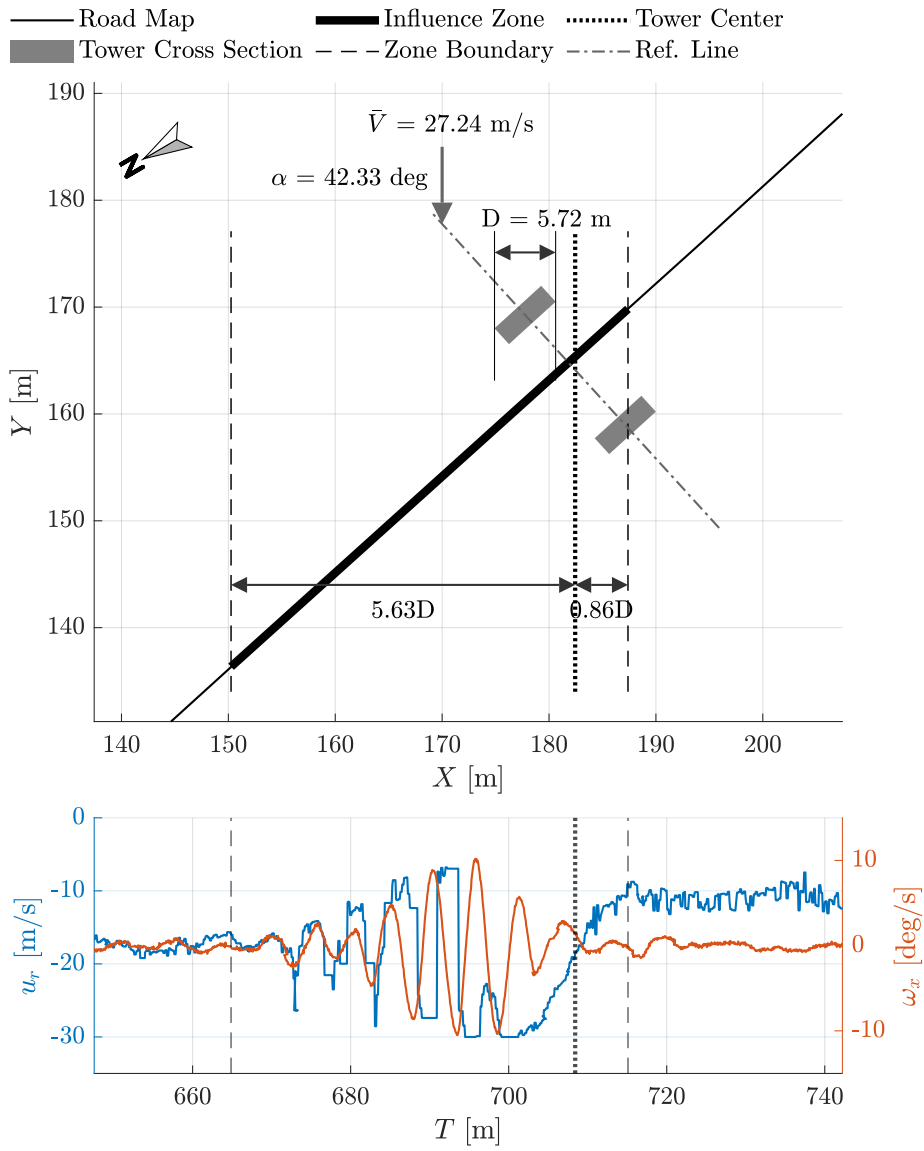 Road Map Influence Zone Tower Center
Tower Cross Section Zone Boundary Ref. Line
190
180
170
160
150
140
Y [m]
N
V̄ = 27.24 m/s
α = 42.33 deg
D = 5.72 m
5.63D 0.86D
140 150 160 170 180 190 200
X [m]
0
-10
-20
-30
u_r [m/s]
10
0
-10
ω_x [deg/s]
660 680 700 720 740
T [m]